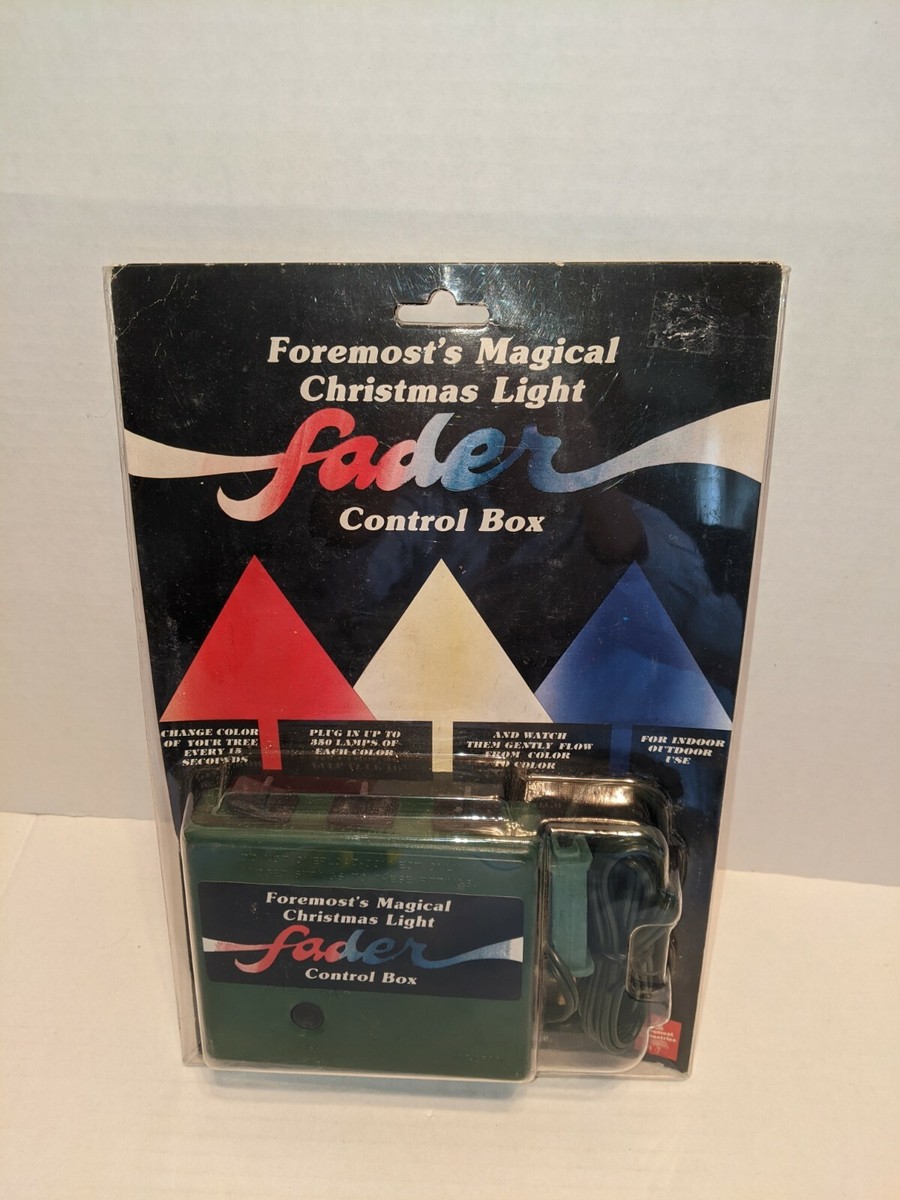 Foremost's Magical
Christmas Light
fader
Control Box
CHANGE COLOR
OF YOUR TREE
EVERY 15
SECOUNDS
PLUG IN UP TO
350 LAMPS OF
EACH COLOR
AND WATCH
THEM GENTLY FLOW
FROM COLOR
TO COLOR
FOR INDOOR
OUTDOOR
USE
Foremost's Magical
Christmas Light
fader
Control Box